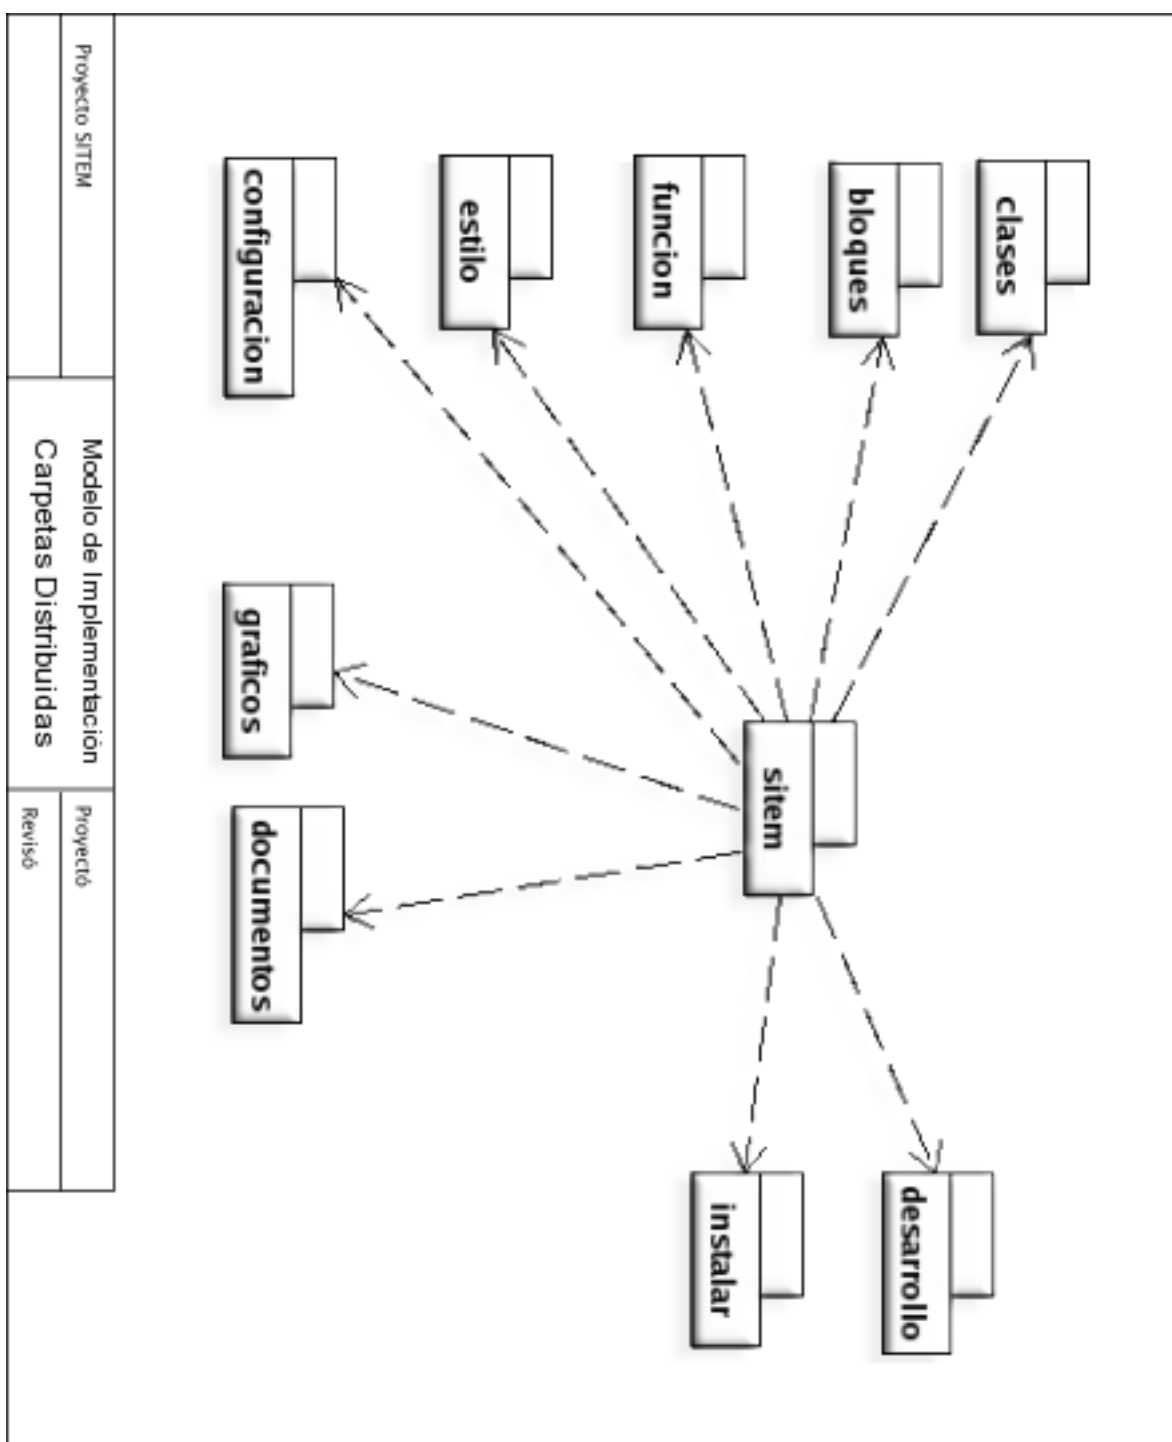 clases
desarrollo
bloques
sitem
instalar
funcion
estilo
configuracion
graficos
documentos
Proyecto SITEM
Modelo de Implementación
Carpetas Distribuidas
Proyectó
Revisó